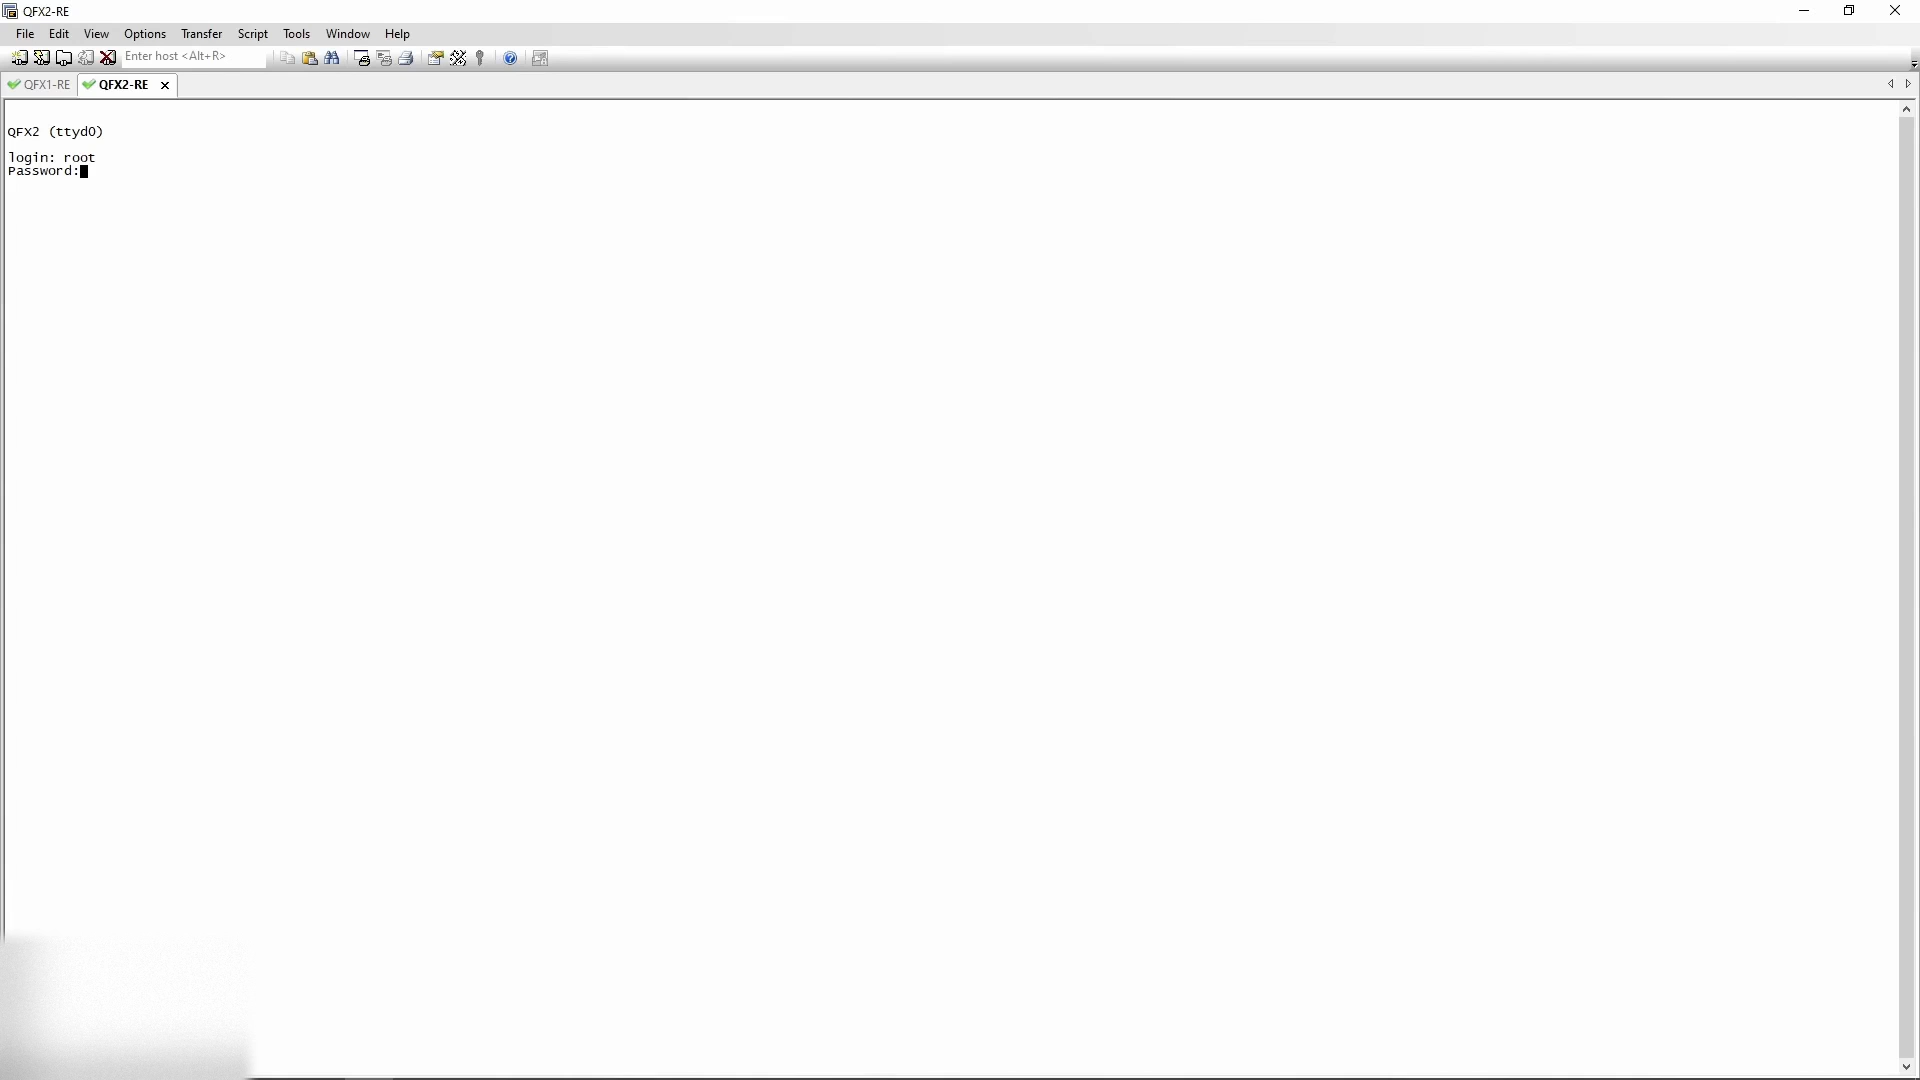 QFX2-RE
File Edit View Options Transfer Script Tools Window Help
Enter host <Alt+R>
QFX1-RE QFX2-RE
QFX2 (ttyd0)
login: root
Password: